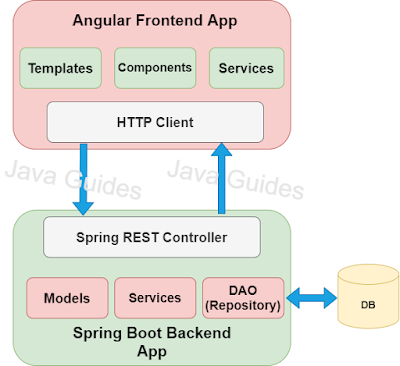 Angular Frontend App
Templates
Components
Services
HTTP Client
Java Guides
Java Guides
Spring REST Controller
Models
Services
DAO
(Repository)
DB
Spring Boot Backend
App